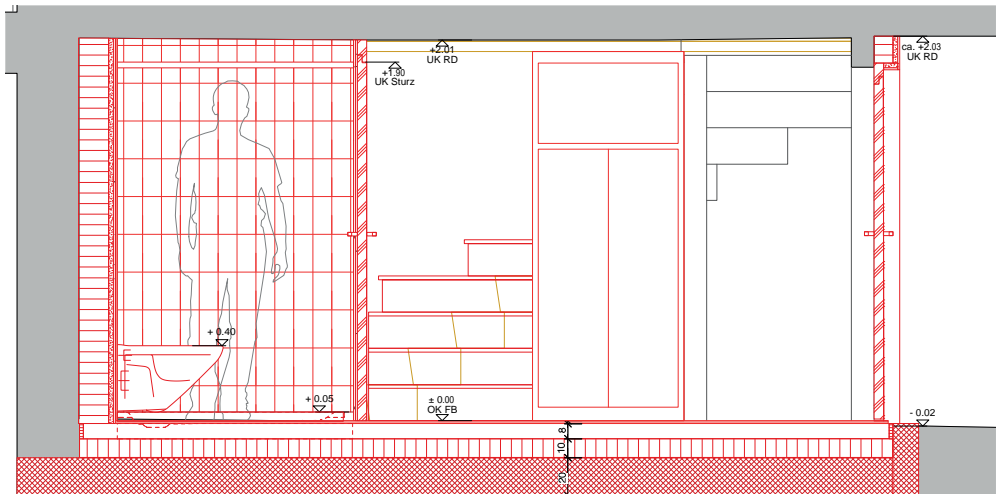 +2.01
UK RD
ca. +2.03
UK RD
+1.90
UK Sturz
+ 0.40
+ 0.05
± 0.00
OK FB
- 0.02
8
10
20